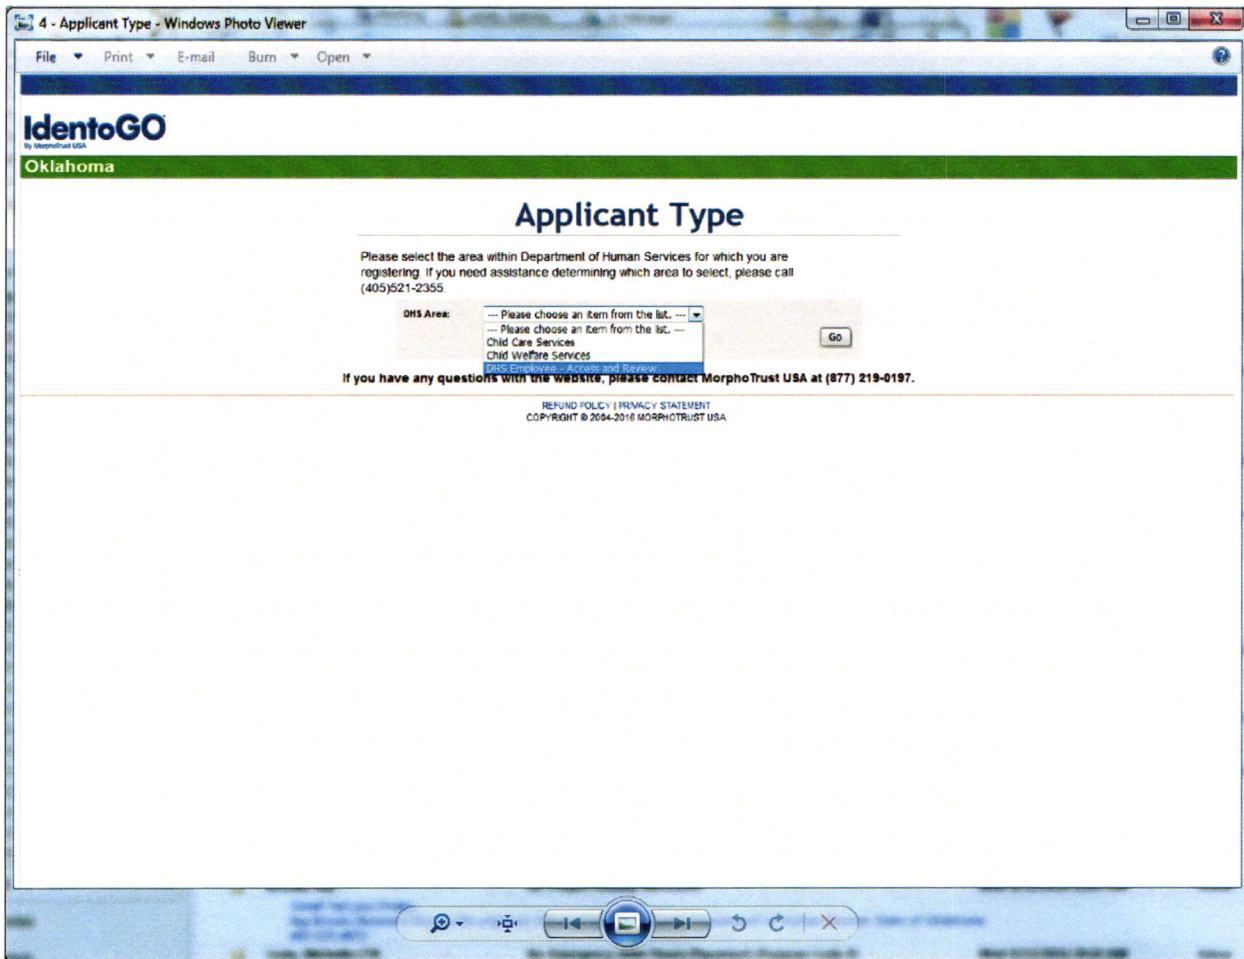 4 - Applicant Type - Windows Photo Viewer
File Print E-mail Burn Open
IdentoGO
By MorphoTrust USA
Oklahoma
Applicant Type
Please select the area within Department of Human Services for which you are
registering. If you need assistance determining which area to select, please call
(405)521-2355.
DHS Area: --- Please choose an item from the list. ---
--- Please choose an item from the list. ---
Go
Child Care Services
Child Welfare Services
DHS Employee - Access and Review
If you have any questions with the website, please contact MorphoTrust USA at (877) 219-0197.
REFUND POLICY | PRIVACY STATEMENT
COPYRIGHT © 2004-2016 MORPHOTRUST USA